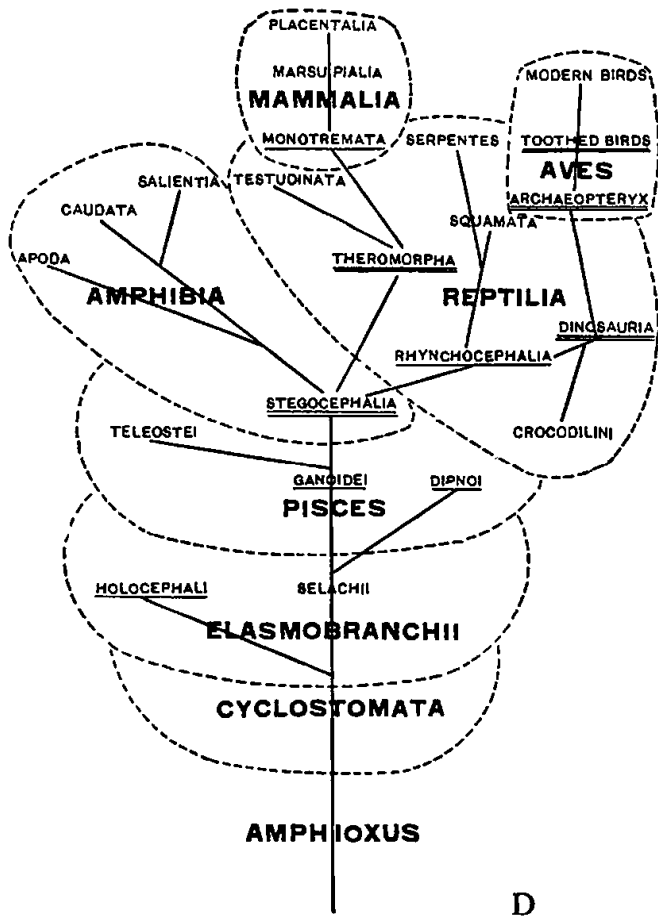 PLACENTALIA
MARSUPIALIA
MAMMALIA
MONOTREMATA
MODERN BIRDS
TOOTHED BIRDS
AVES
ARCHAEOPTERYX
SERPENTES
TESTUDINATA
SQUAMATA
THEROMORPHA
REPTILIA
DINOSAURIA
RHYNCHOCEPHALIA
CROCODILINI
SALIENTIA
CAUDATA
APODA
AMPHIBIA
STEGOCEPHALIA
TELEOSTEI
GANOIDEI
DIPNOI
PISCES
HOLOCEPHALI
SELACHII
ELASMOBRANCHII
CYCLOSTOMATA
AMPHIOXUS
D